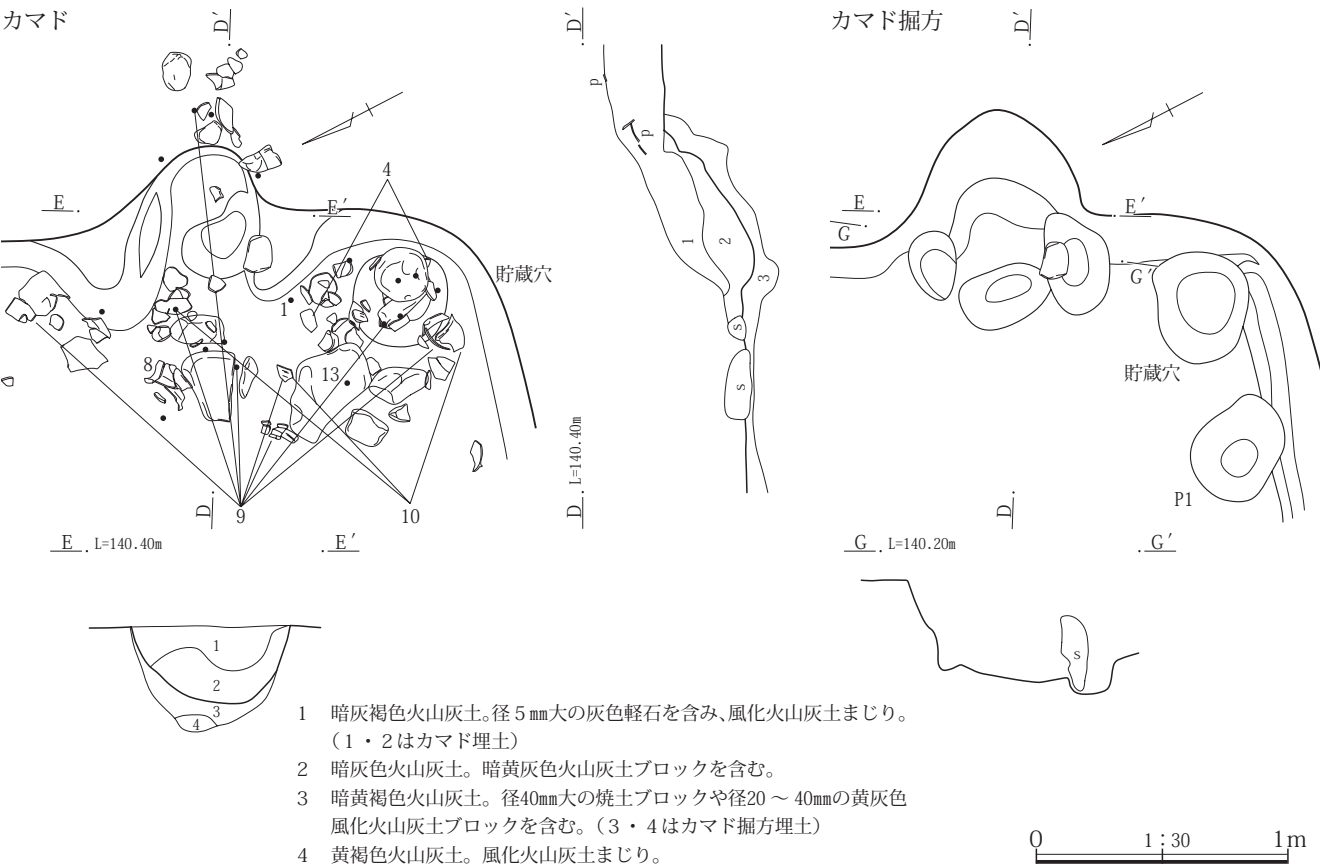 カマド
D′
D′
カマド掘方
D′
p
p
4
E
E′
E
E′
G
G′
1
2
3
貯蔵穴
1
s
8
13
s
貯蔵穴
D
9
10
D L=140.40m
D
P1
E L=140.40m
E′
G L=140.20m
G′
1
2
3
4
s
1 暗灰褐色火山灰土。径５㎜大の灰色軽石を含み、風化火山灰土まじり。
（１・２はカマド埋土）
2 暗灰色火山灰土。暗黄灰色火山灰土ブロックを含む。
3 暗黄褐色火山灰土。径40㎜大の焼土ブロックや径20 ～ 40㎜の黄灰色
風化火山灰土ブロックを含む。（３・４はカマド掘方埋土）
4 黄褐色火山灰土。風化火山灰土まじり。
0 1：30 1m